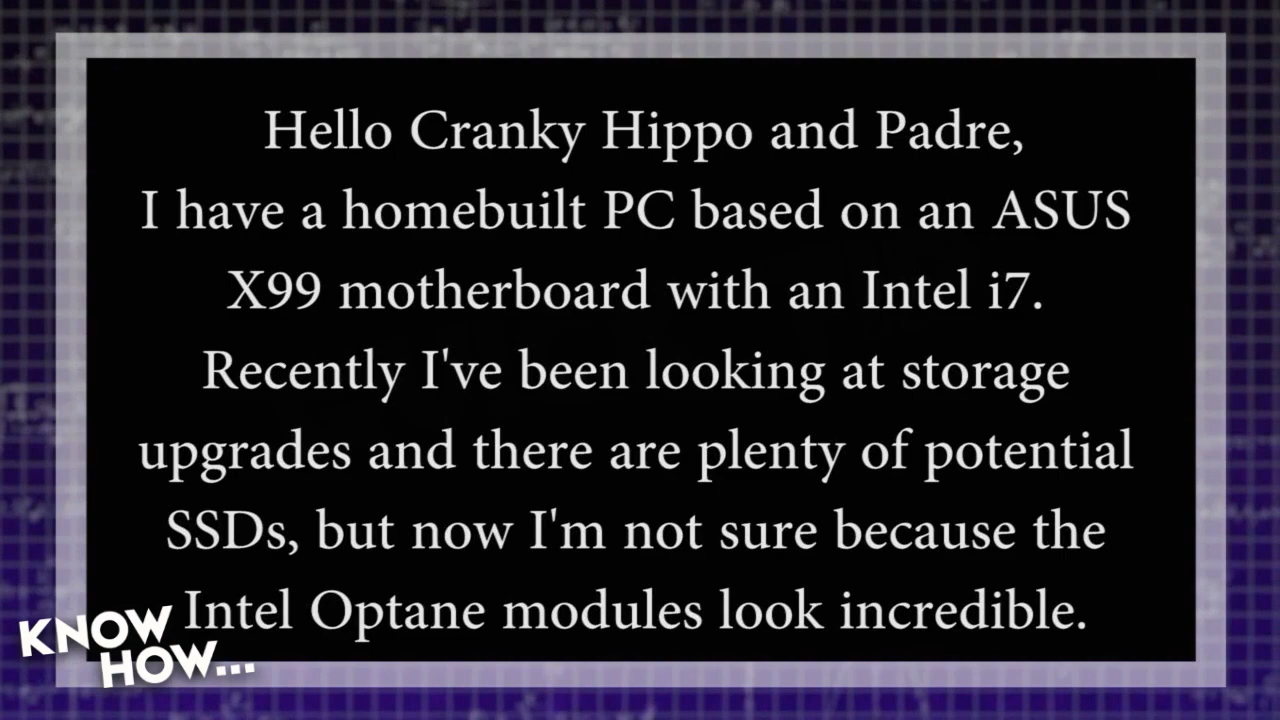 Hello Cranky Hippo and Padre,
I have a homebuilt PC based on an ASUS
X99 motherboard with an Intel i7.
Recently I've been looking at storage
upgrades and there are plenty of potential
SSDs, but now I'm not sure because the
Intel Optane modules look incredible.
KNOW
HOW...